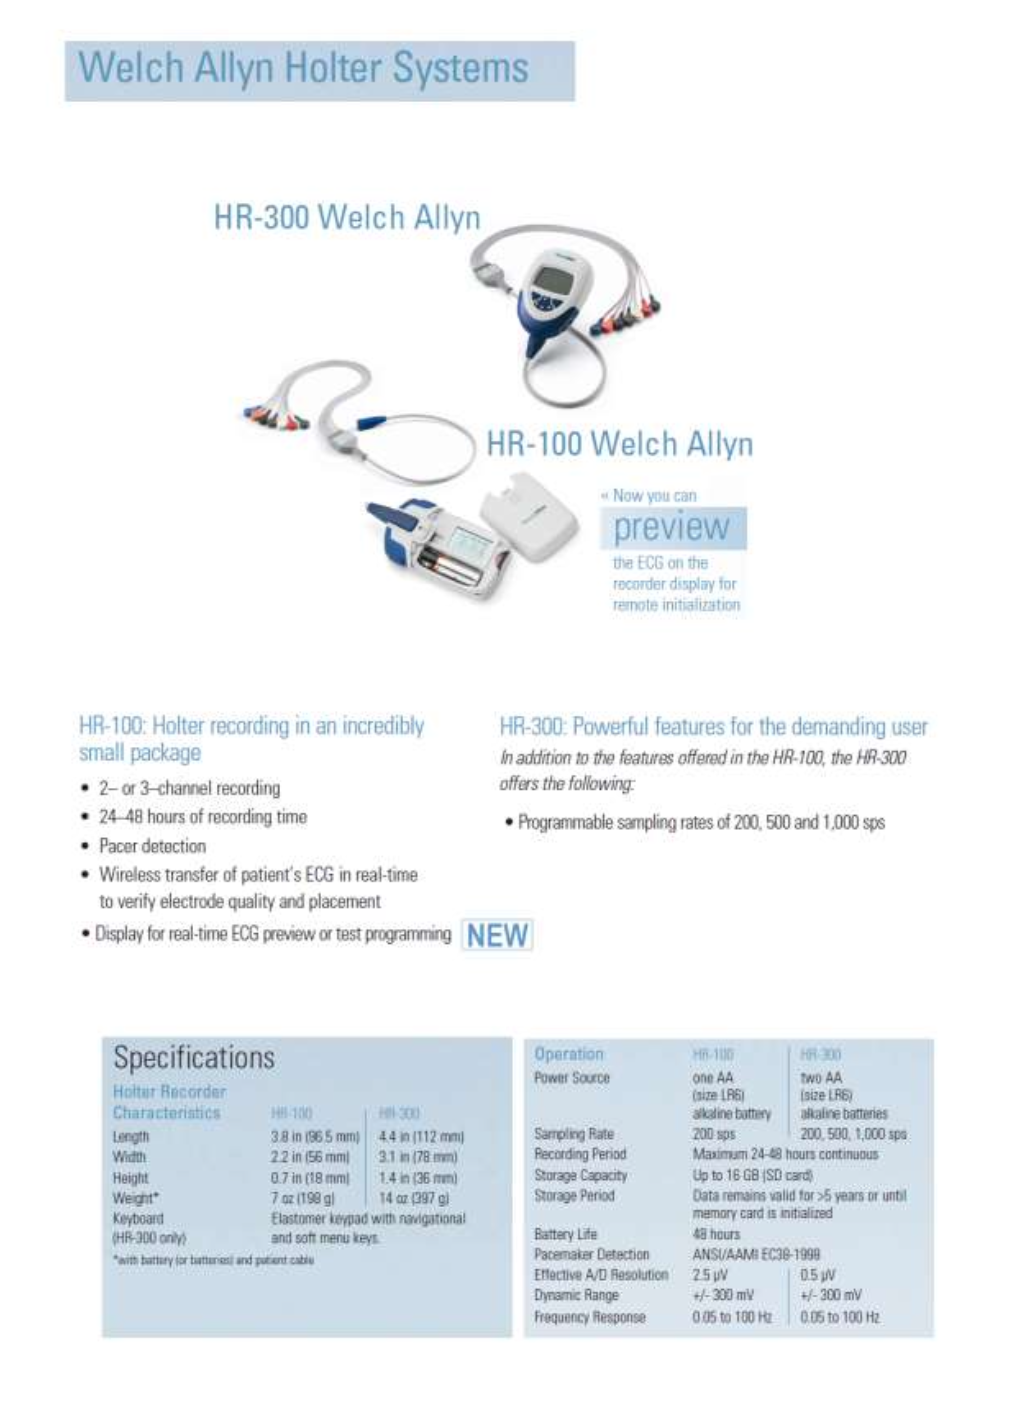 Welch Allyn Holter Systems
HR-300 Welch Allyn
HR-100 Welch Allyn
« Now you can
preview
the ECG on the
recorder display for
remote initialization
HR-100: Holter recording in an incredibly
small package
• 2– or 3–channel recording
• 24–48 hours of recording time
• Pacer detection
• Wireless transfer of patient's ECG in real-time
to verify electrode quality and placement
• Display for real-time ECG preview or test programming NEW
HR-300: Powerful features for the demanding user
In addition to the features offered in the HR-100, the HR-300
offers the following:
• Programmable sampling rates of 200, 500 and 1,000 sps
Specifications
Holter Recorder
Characteristics HR-100 HR-300
Length 3.8 in (96.5 mm) 4.4 in (112 mm)
Width 2.2 in (56 mm) 3.1 in (78 mm)
Height 0.7 in (18 mm) 1.4 in (36 mm)
Weight* 7 oz (198 g) 14 oz (397 g)
Keyboard Elastomer keypad with navigational
(HR-300 only) and soft menu keys.
*with battery (or batteries) and patient cable
Operation HR-100 HR-300
Power Source one AA two AA
(size LR6) (size LR6)
alkaline battery alkaline batteries
Sampling Rate 200 sps 200, 500, 1,000 sps
Recording Period Maximum 24-48 hours continuous
Storage Capacity Up to 16 GB (SD card)
Storage Period Data remains valid for >5 years or until
memory card is initialized
Battery Life 48 hours
Pacemaker Detection ANSI/AAMI EC38-1998
Effective A/D Resolution 2.5 µV 0.5 µV
Dynamic Range +/- 300 mV +/- 300 mV
Frequency Response 0.05 to 100 Hz 0.05 to 100 Hz